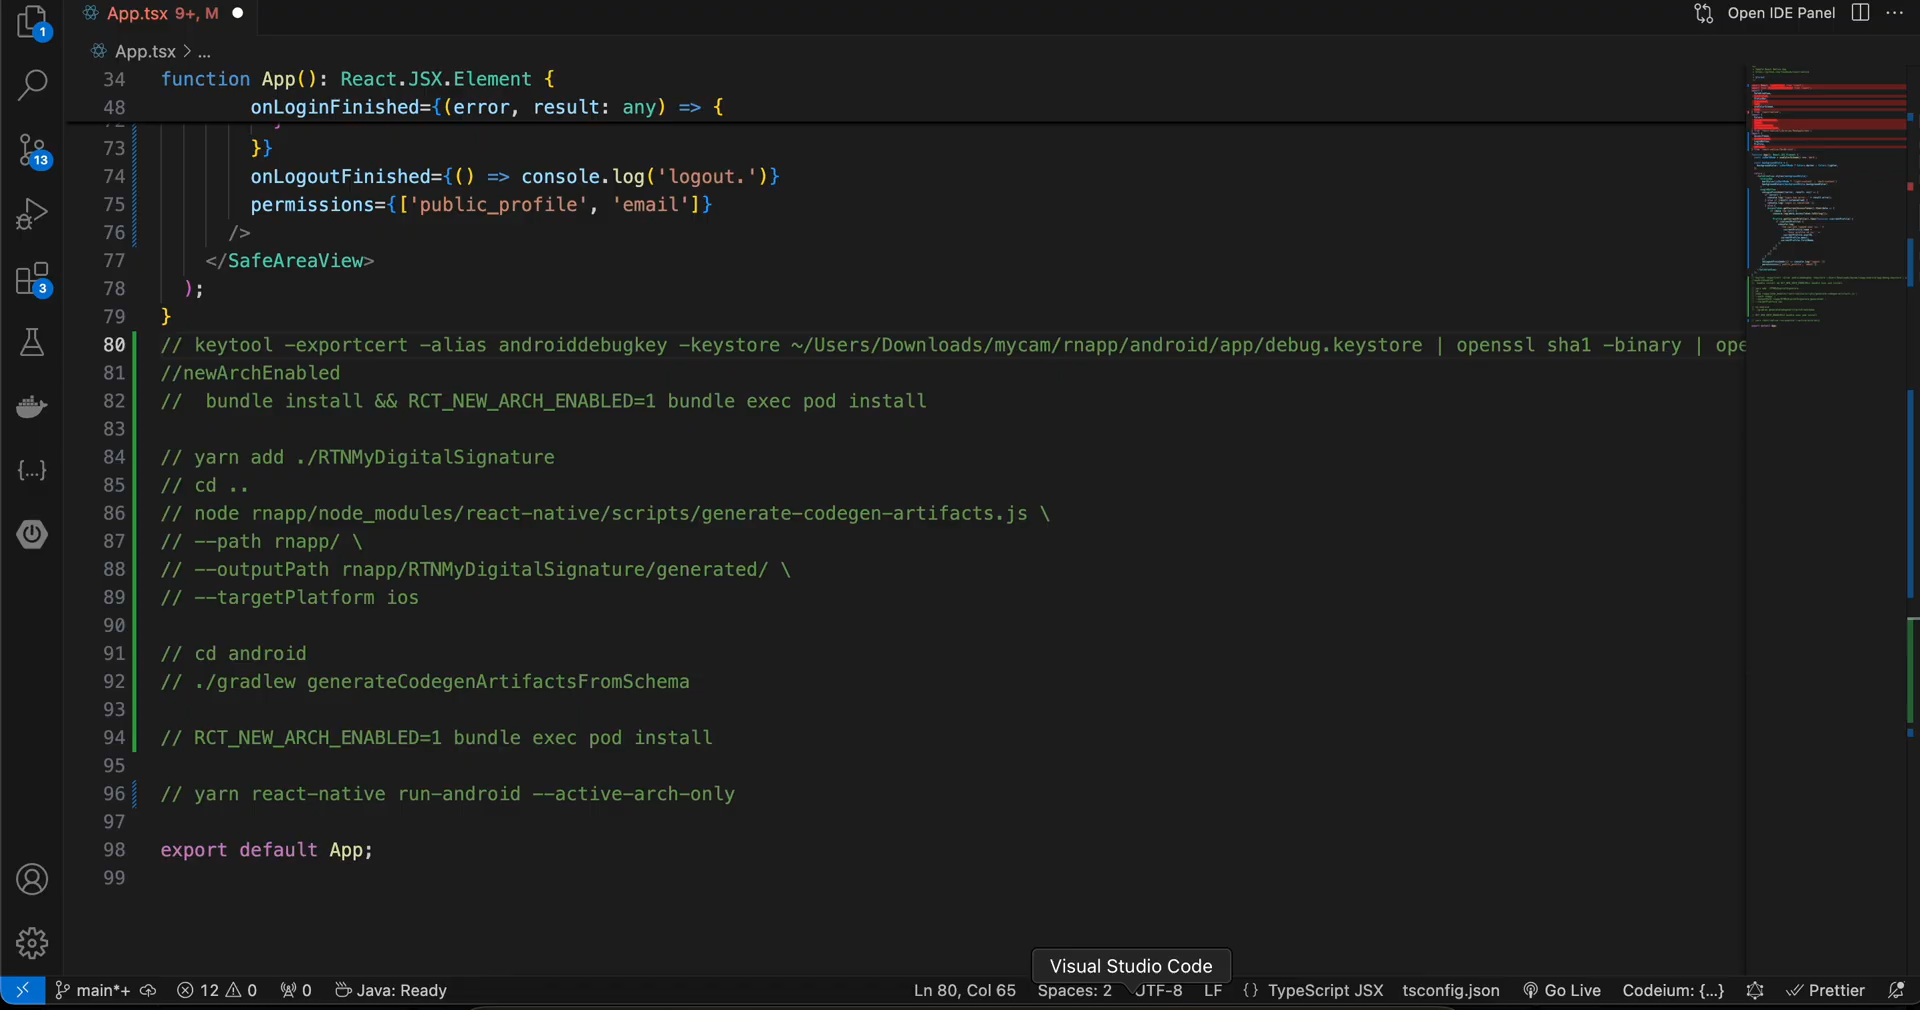 App.tsx 9+, M
Open IDE Panel
App.tsx > ...
34 function App(): React.JSX.Element {
48 onLoginFinished={(error, result: any) => {
73 }}
74 onLogoutFinished={() => console.log('logout.')}
75 permissions={['public_profile', 'email']}
76 />
77 </SafeAreaView>
78 );
79 }
80 // keytool -exportcert -alias androiddebugkey -keystore ~/Users/Downloads/mycam/rnapp/android/app/debug.keystore | openssl sha1 -binary | ope
81 //newArchEnabled
82 //  bundle install && RCT_NEW_ARCH_ENABLED=1 bundle exec pod install
83
84 // yarn add ./RTNMyDigitalSignature
85 // cd ..
86 // node rnapp/node_modules/react-native/scripts/generate-codegen-artifacts.js \
87 // --path rnapp/ \
88 // --outputPath rnapp/RTNMyDigitalSignature/generated/ \
89 // --targetPlatform ios
90
91 // cd android
92 // ./gradlew generateCodegenArtifactsFromSchema
93
94 // RCT_NEW_ARCH_ENABLED=1 bundle exec pod install
95
96 // yarn react-native run-android --active-arch-only
97
98 export default App;
99
1
13
3
Visual Studio Code
main*+ 12 0 0 Java: Ready Ln 80, Col 65 Spaces: 2 UTF-8 LF {} TypeScript JSX tsconfig.json Go Live Codeium: {...} Prettier